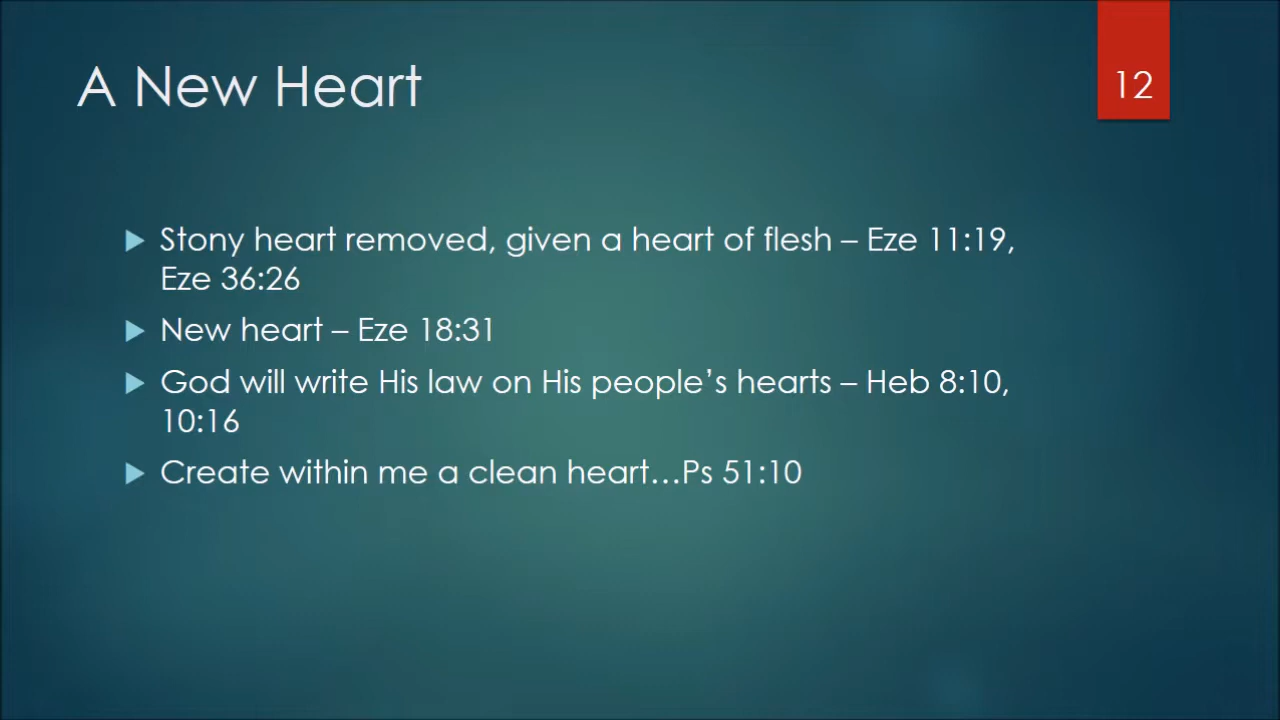 A New Heart
12
Stony heart removed, given a heart of flesh – Eze 11:19,
Eze 36:26
New heart – Eze 18:31
God will write His law on His people’s hearts – Heb 8:10,
10:16
Create within me a clean heart…Ps 51:10